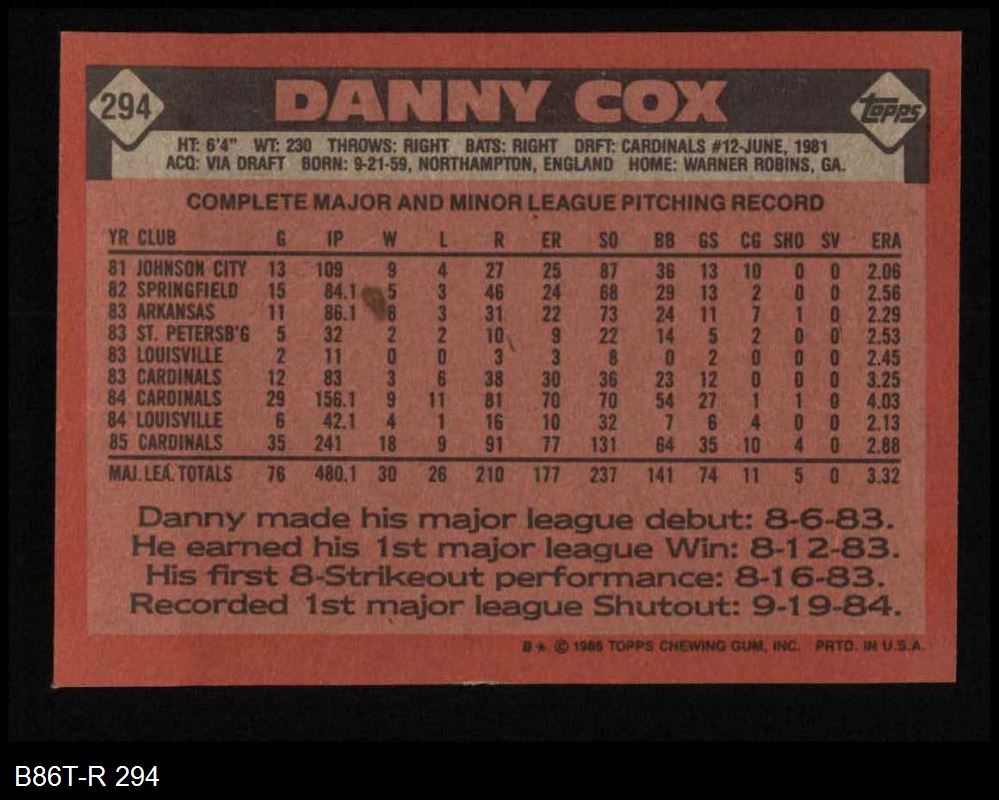 294 DANNY COX Topps
HT: 6'4" WT: 230 THROWS: RIGHT BATS: RIGHT DRFT: CARDINALS #12-JUNE, 1981
ACQ: VIA DRAFT BORN: 9-21-59, NORTHAMPTON, ENGLAND HOME: WARNER ROBINS, GA.
COMPLETE MAJOR AND MINOR LEAGUE PITCHING RECORD
YR CLUB G IP W L R ER SO BB GS CG SHO SV ERA
81 JOHNSON CITY 13 109 9 4 27 25 87 36 13 10 0 0 2.06
82 SPRINGFIELD 15 84.1 5 3 46 24 68 29 13 2 0 0 2.56
83 ARKANSAS 11 86.1 8 3 31 22 73 24 11 7 1 0 2.29
83 ST. PETERSB'G 5 32 2 2 10 9 22 14 5 2 0 0 2.53
83 LOUISVILLE 2 11 0 0 3 3 8 0 2 0 0 0 2.45
83 CARDINALS 12 83 3 6 38 30 36 23 12 0 0 0 3.25
84 CARDINALS 29 156.1 9 11 81 70 70 54 27 1 1 0 4.03
84 LOUISVILLE 6 42.1 4 1 16 10 32 7 6 4 0 0 2.13
85 CARDINALS 35 241 18 9 91 77 131 64 35 10 4 0 2.88
MAJ. LEA. TOTALS 76 480.1 30 26 210 177 237 141 74 11 5 0 3.32
Danny made his major league debut: 8-6-83.
He earned his 1st major league Win: 8-12-83.
His first 8-Strikeout performance: 8-16-83.
Recorded 1st major league Shutout: 9-19-84.
B * © 1986 TOPPS CHEWING GUM, INC. PRTD. IN U.S.A.
B86T-R 294